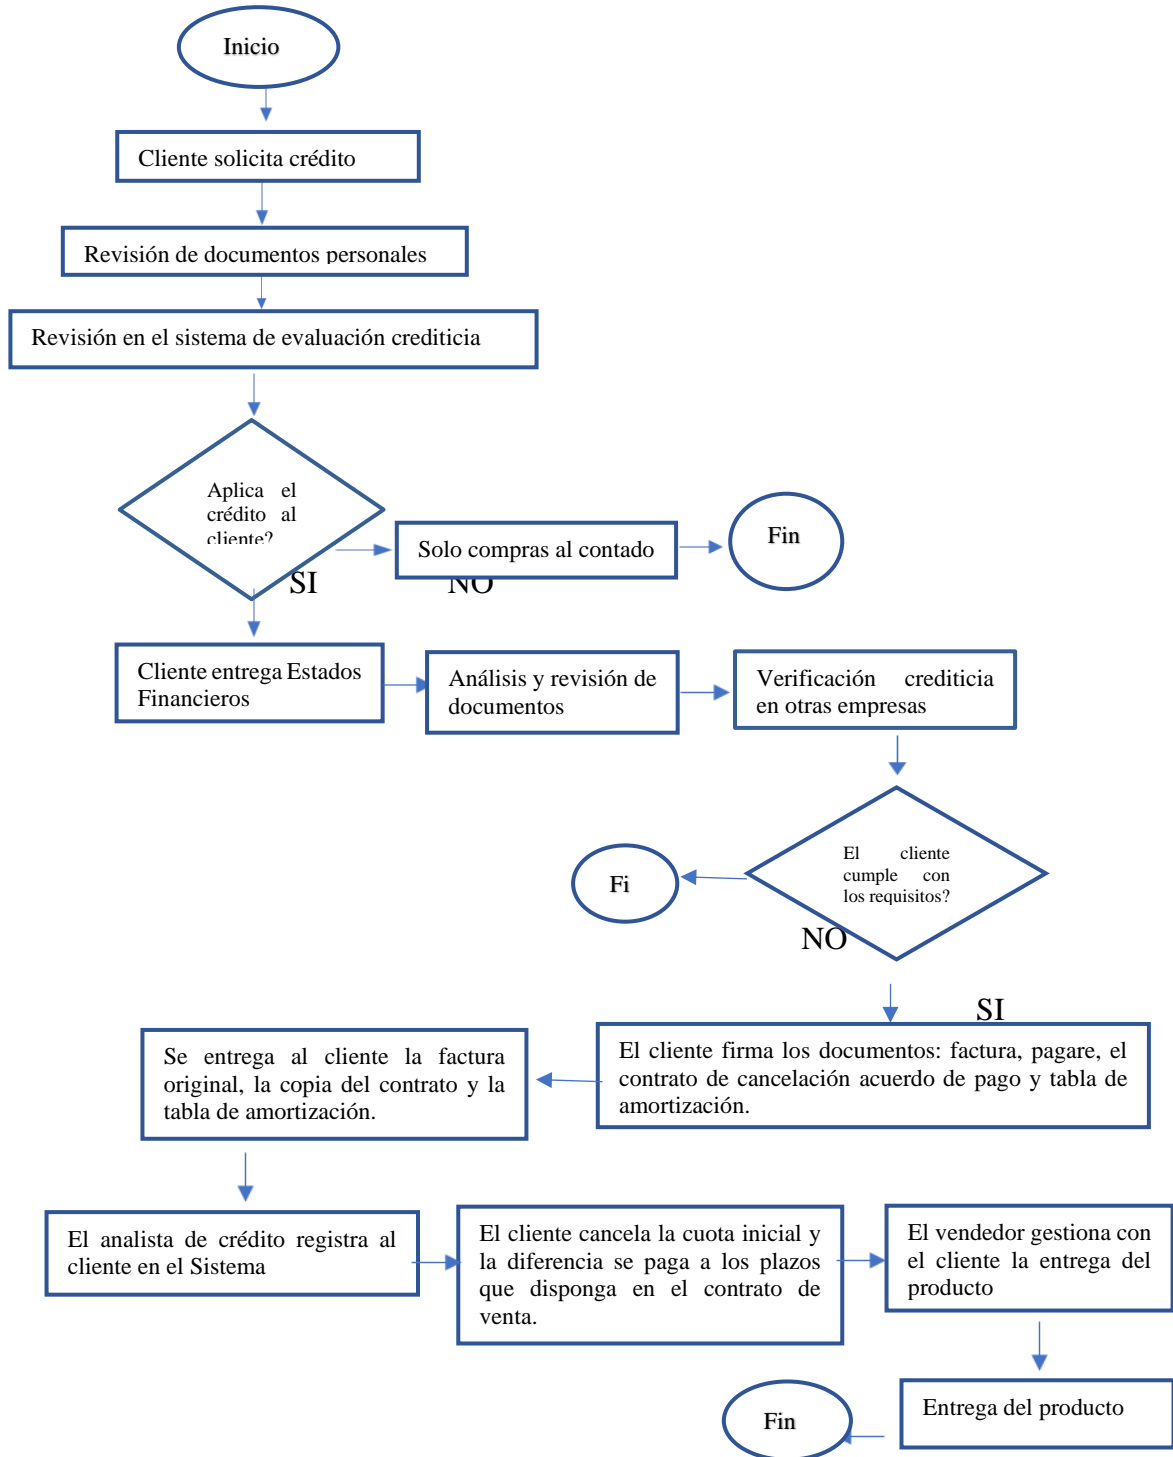 Inicio
Cliente solicita crédito
Revisión de documentos personales
Revisión en el sistema de evaluación crediticia
Aplica el
crédito al
cliente?
Solo compras al contado
Fin
SI
NO
Cliente entrega Estados
Financieros
Análisis y revisión de
documentos
Verificación crediticia
en otras empresas
El cliente
cumple con
los requisitos?
Fi
NO
SI
El cliente firma los documentos: factura, pagare, el
contrato de cancelación acuerdo de pago y tabla de
amortización.
Se entrega al cliente la factura
original, la copia del contrato y la
tabla de amortización.
El analista de crédito registra al
cliente en el Sistema
El cliente cancela la cuota inicial y
la diferencia se paga a los plazos
que disponga en el contrato de
venta.
El vendedor gestiona con
el cliente la entrega del
producto
Entrega del producto
Fin